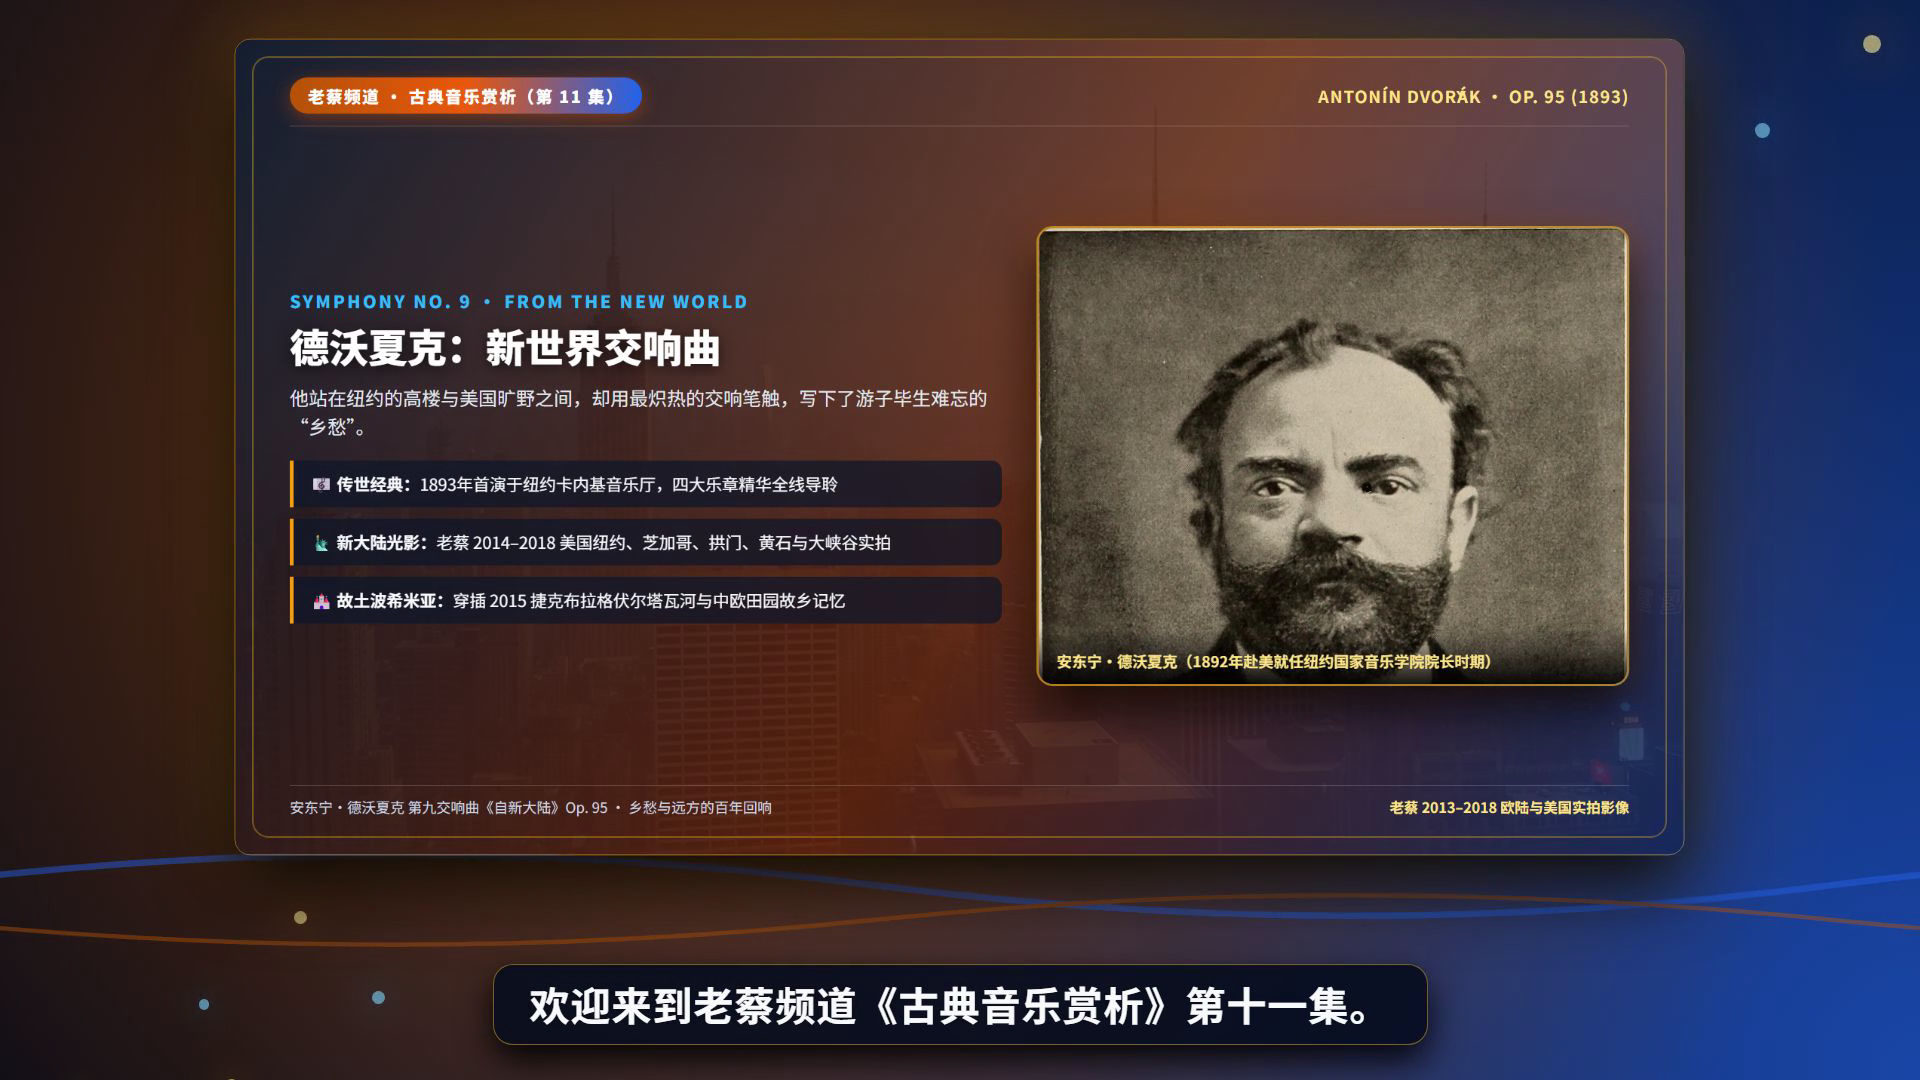 老蔡频道 • 古典音乐赏析（第 11 集）
ANTONÍN DVOŘÁK • OP. 95 (1893)
SYMPHONY NO. 9 • FROM THE NEW WORLD
德沃夏克：新世界交响曲
他站在纽约的高楼与美国旷野之间，却用最炽热的交响笔触，写下了游子毕生难忘的
“乡愁”。
🎼 传世经典：1893年首演于纽约卡内基音乐厅，四大乐章精华全线导聆
🗽 新大陆光影：老蔡 2014–2018 美国纽约、芝加哥、拱门、黄石与大峡谷实拍
🏰 故土波希米亚：穿插 2015 捷克布拉格伏尔塔瓦河与中欧田园故乡记忆
安东宁・德沃夏克（1892年赴美就任纽约国家音乐学院院长时期）
安东宁・德沃夏克 第九交响曲《自新大陆》Op. 95 • 乡愁与远方的百年回响
老蔡 2013–2018 欧陆与美国实拍影像
欢迎来到老蔡频道《古典音乐赏析》第十一集。